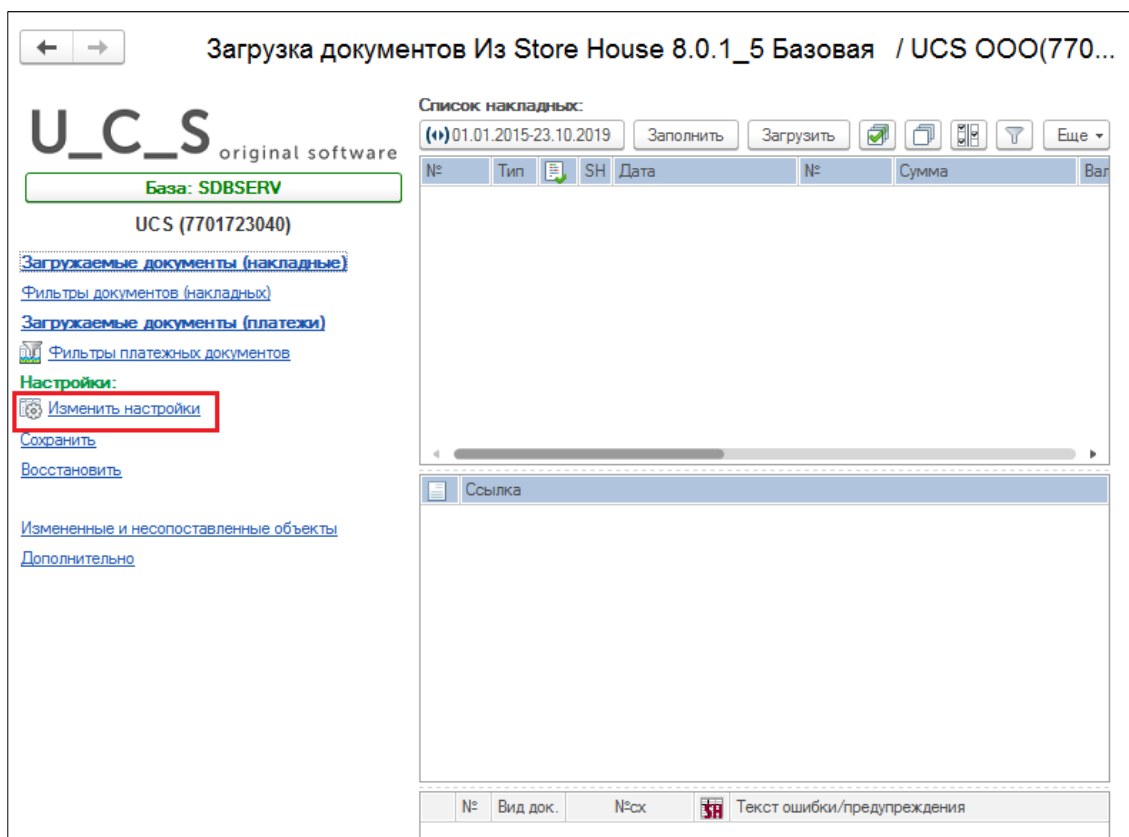 Загрузка документов Из Store House 8.0.1_5 Базовая / UCS ООО(770...
U_C_S original software
База: SDBSERV
UCS (7701723040)
Загружаемые документы (накладные)
Фильтры документов (накладных)
Загружаемые документы (платежи)
Фильтры платежных документов
Настройки:
Изменить настройки
Сохранить
Восстановить
Измененные и несопоставленные объекты
Дополнительно
Список накладных:
01.01.2015-23.10.2019 Заполнить Загрузить Еще
№ Тип SH Дата № Сумма Вал
Ссылка
№ Вид док. №сх SH Текст ошибки/предупреждения